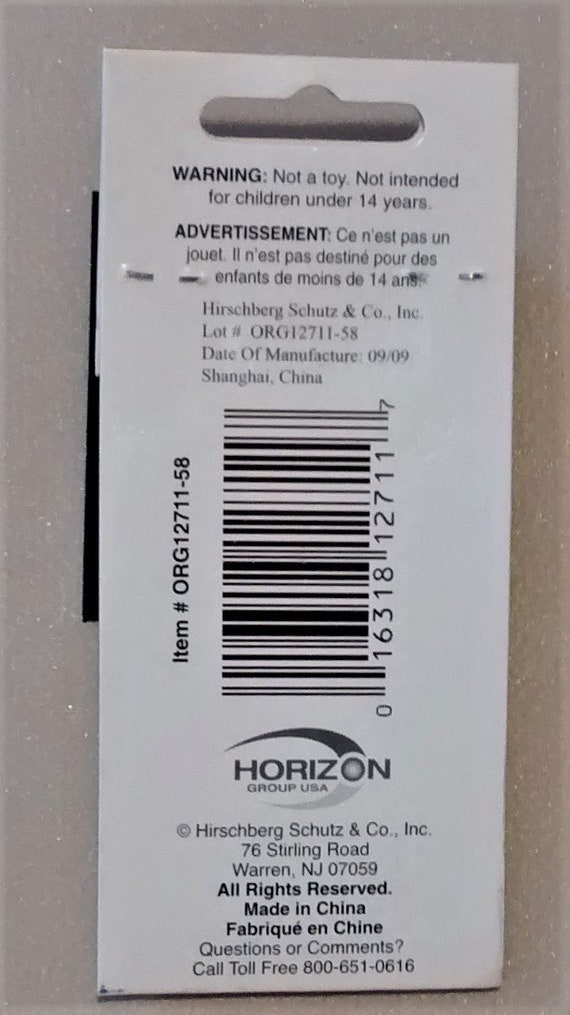 WARNING: Not a toy. Not intended
for children under 14 years.
ADVERTISSEMENT: Ce n'est pas un
jouet. Il n'est pas destiné pour des
enfants de moins de 14 ans.
Hirschberg Schutz & Co., Inc.
Lot # ORG12711-58
Date Of Manufacture: 09/09
Shanghai, China
Item # ORG12711-58
0 16318 12711 7
HORIZON
GROUP USA
© Hirschberg Schutz & Co., Inc.
76 Stirling Road
Warren, NJ 07059
All Rights Reserved.
Made in China
Fabriqué en Chine
Questions or Comments?
Call Toll Free 800-651-0616